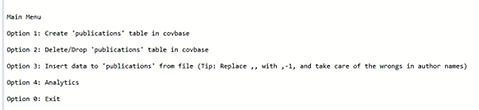 Main Menu
Option 1: Create 'publications' table in covbase
Option 2: Delete/Drop 'publications' table in covbase
Option 3: Insert data to 'publications' from file (Tip: Replace ,, with ,-1, and take care of the wrongs in author names)
Option 4: Analytics
Option 0: Exit